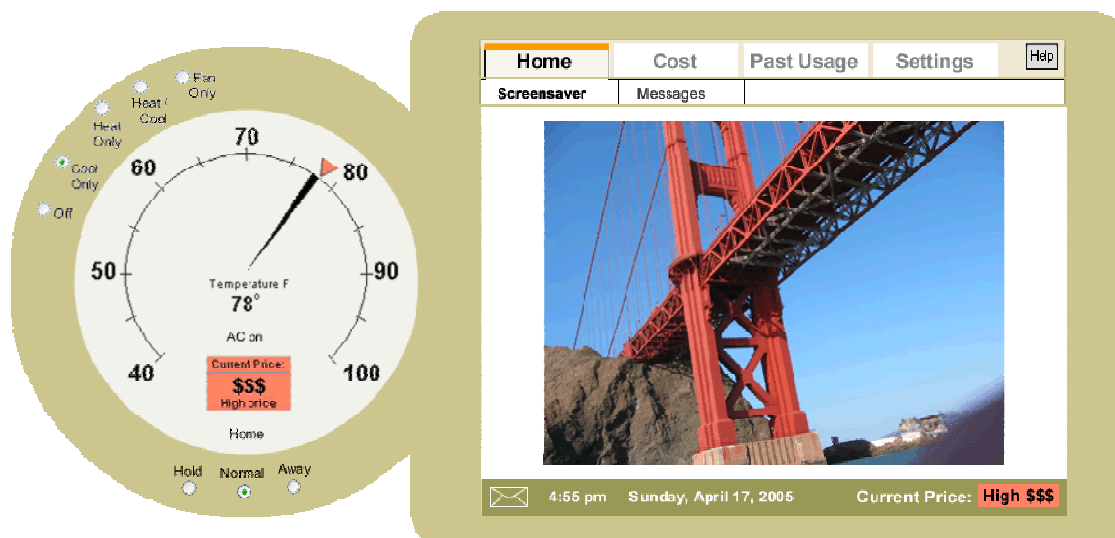 Fan
Only
Heat /
Cool
Heat
Only
Cool
Only
Off
70
60
80
50
90
40
100
Temperature F
78°
AC on
Current Price:
$$$
High price
Home
Hold
Normal
Away
Home
Cost
Past Usage
Settings
Help
Screensaver
Messages
4:55 pm
Sunday, April 17, 2005
Current Price: High $$$